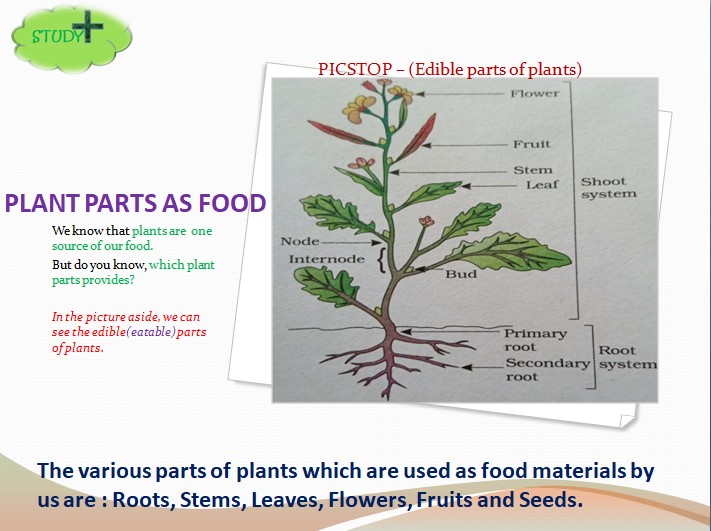 STUDY+
PICSTOP – (Edible parts of plants)
Flower
Fruit
Stem
Leaf
Shoot
system
Node
Internode
Bud
Primary
root
Secondary
root
Root
system
PLANT PARTS AS FOOD
We know that plants are one
source of our food.
But do you know, which plant
parts provides?
In the picture aside, we can
see the edible(eatable) parts
of plants.
The various parts of plants which are used as food materials by
us are : Roots, Stems, Leaves, Flowers, Fruits and Seeds.